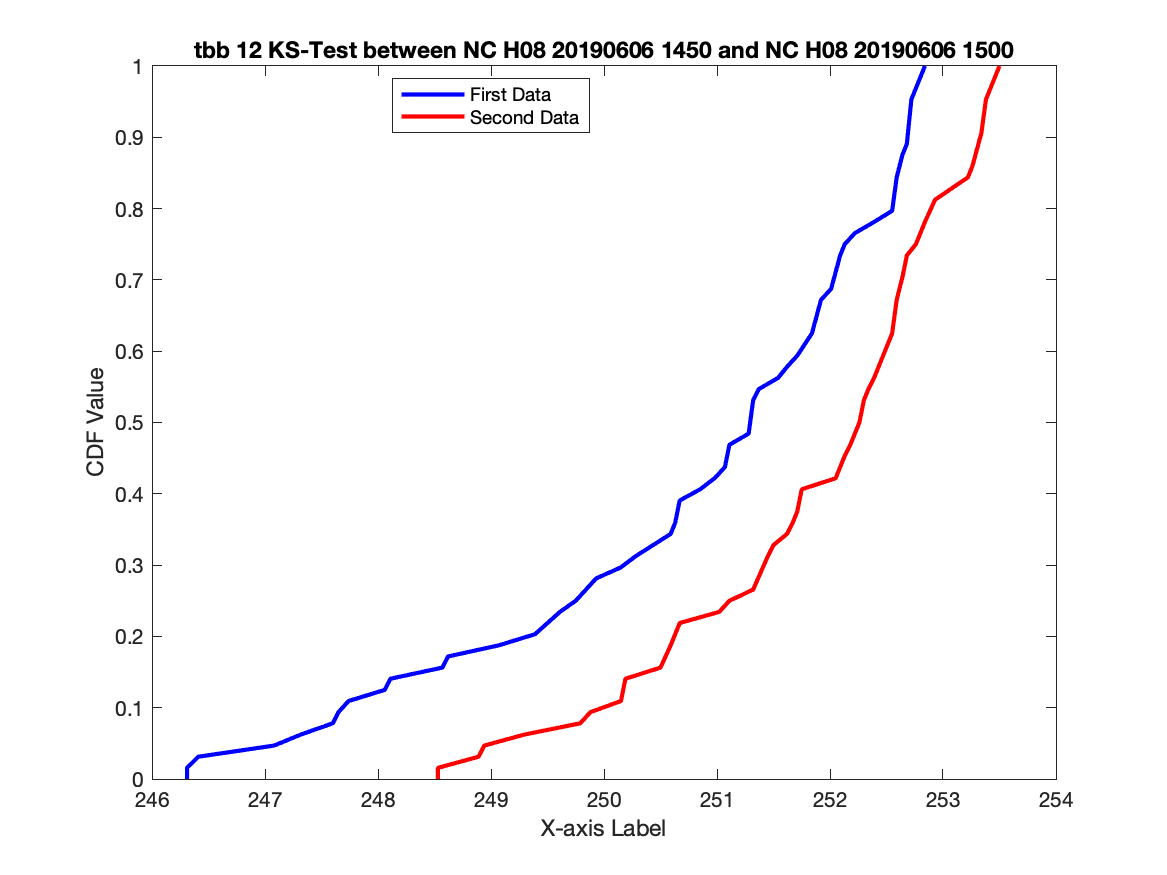 tbb 12 KS-Test between NC H08 20190606 1450 and NC H08 20190606 1500
First Data
Second Data
1
0.9
0.8
0.7
0.6
0.5
0.4
0.3
0.2
0.1
0
CDF Value
246 247 248 249 250 251 252 253 254
X-axis Label